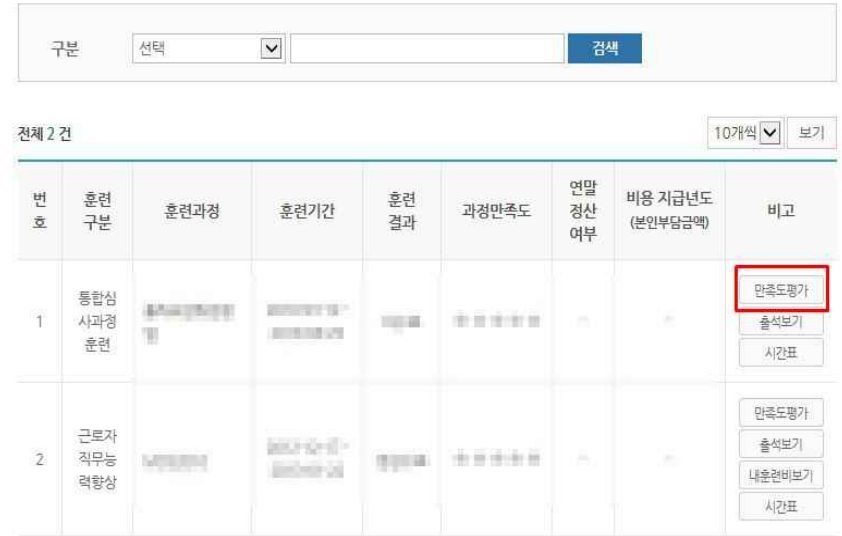 구분 선택 검색
전체 2 건
10개씩 보기
번호 훈련구분 훈련과정 훈련기간 훈련결과 과정만족도 연말정산여부 비용 지급년도(본인부담금액) 비고
1
통합심
사과정
훈련
만족도평가
출석보기
시간표
2
근로자
직무능
력향상
만족도평가
출석보기
내훈련비보기
시간표